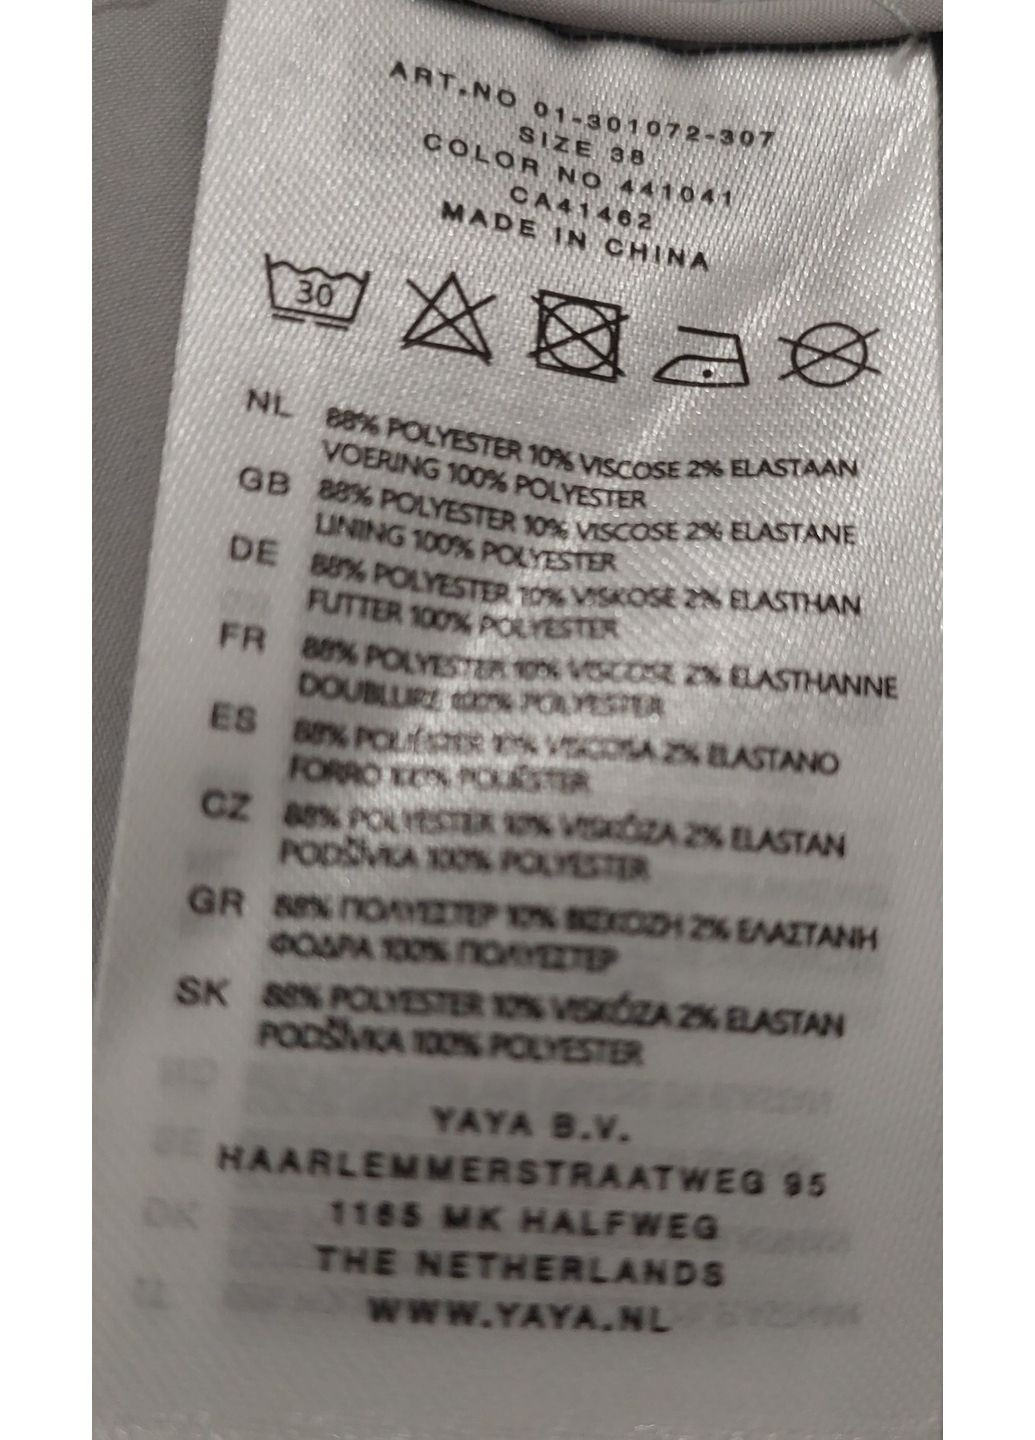 ART.NO 01-301072-307
SIZE 38
COLOR NO 441041
CA41462
MADE IN CHINA
30
NL 88% POLYESTER 10% VISCOSE 2% ELASTAAN
VOERING 100% POLYESTER
GB 88% POLYESTER 10% VISCOSE 2% ELASTANE
LINING 100% POLYESTER
DE 88% POLYESTER 10% VISKOSE 2% ELASTHAN
FUTTER 100% POLYESTER
FR 88% POLYESTER 10% VISCOSE 2% ELASTHANNE
DOUBLURE 100% POLYESTER
ES 88% POLIÉSTER 10% VISCOSA 2% ELASTANO
FORRO 100% POLIÉSTER
CZ 88% POLYESTER 10% VISKÓZA 2% ELASTAN
PODŠÍVKA 100% POLYESTER
GR 88% ΠΟΛΥΕΣΤΕΡ 10% ΒΙΣΚΟΖΗ 2% ΕΛΑΣΤΑΝΗ
ΦΟΔΡΑ 100% ΠΟΛΥΕΣΤΕΡ
SK 88% POLYESTER 10% VISKÓZA 2% ELASTAN
PODŠÍVKA 100% POLYESTER
YAYA B.V.
HAARLEMMERSTRAATWEG 95
1165 MK HALFWEG
THE NETHERLANDS
WWW.YAYA.NL